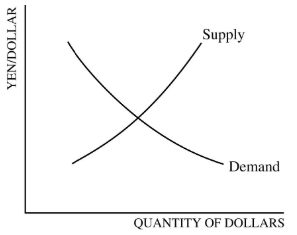 YEN/DOLLAR
Supply
Demand
QUANTITY OF DOLLARS